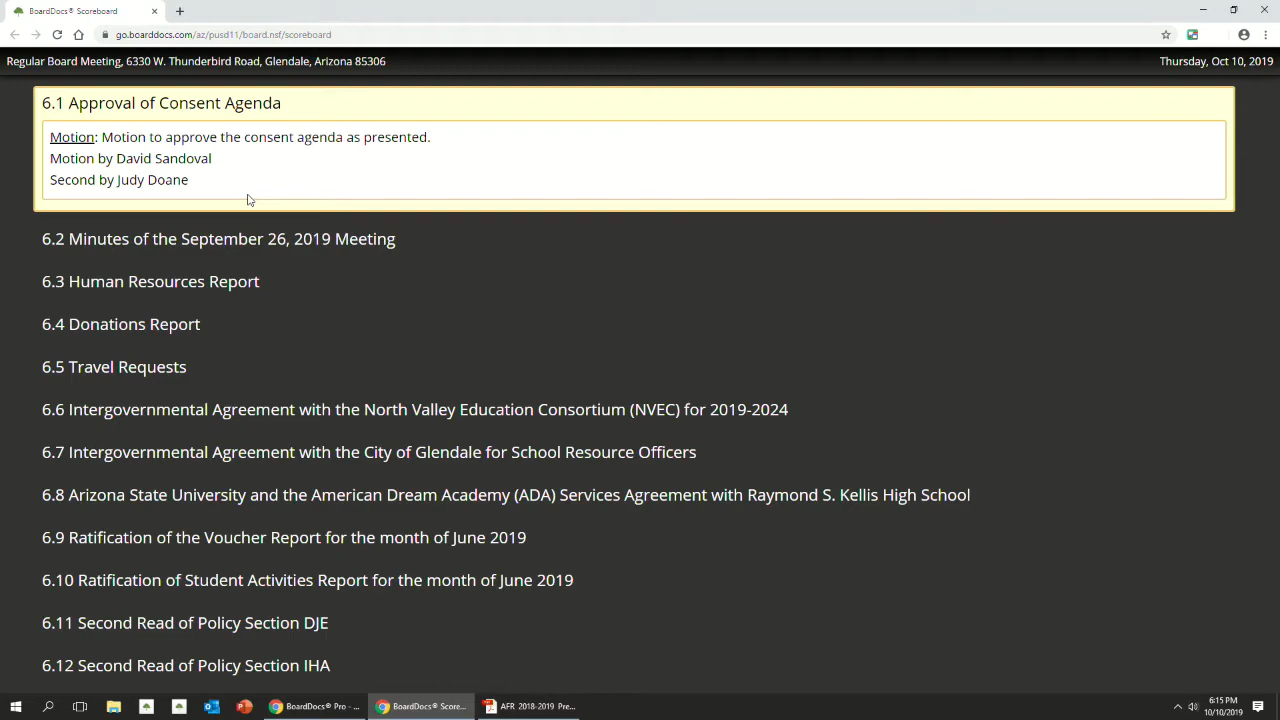 BoardDocs® Scoreboard
go.boarddocs.com/az/pusd11/board.nsf/scoreboard
Regular Board Meeting, 6330 W. Thunderbird Road, Glendale, Arizona 85306
Thursday, Oct 10, 2019
6.1 Approval of Consent Agenda
Motion: Motion to approve the consent agenda as presented.
Motion by David Sandoval
Second by Judy Doane
6.2 Minutes of the September 26, 2019 Meeting
6.3 Human Resources Report
6.4 Donations Report
6.5 Travel Requests
6.6 Intergovernmental Agreement with the North Valley Education Consortium (NVEC) for 2019-2024
6.7 Intergovernmental Agreement with the City of Glendale for School Resource Officers
6.8 Arizona State University and the American Dream Academy (ADA) Services Agreement with Raymond S. Kellis High School
6.9 Ratification of the Voucher Report for the month of June 2019
6.10 Ratification of Student Activities Report for the month of June 2019
6.11 Second Read of Policy Section DJE
6.12 Second Read of Policy Section IHA
BoardDocs® Pro - ...
BoardDocs® Score...
AFR 2018-2019 Pre...
6:15 PM
10/10/2019